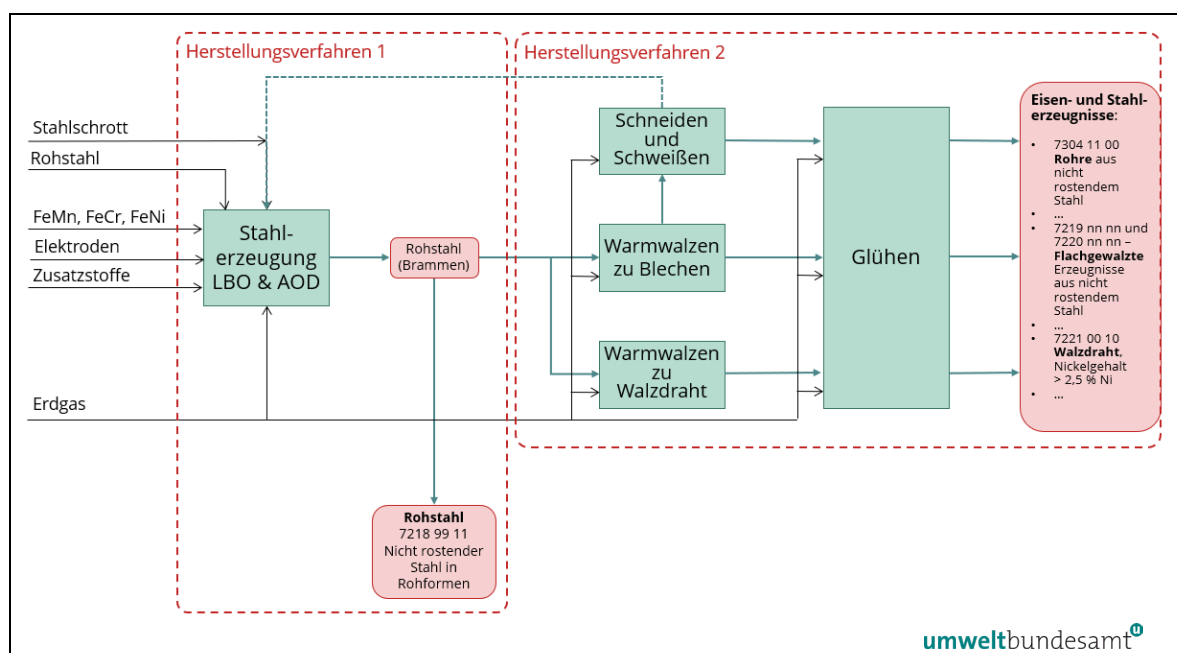 Herstellungsverfahren 1
Herstellungsverfahren 2
Stahlschrott
Rohstahl
FeMn, FeCr, FeNi
Elektroden
Zusatzstoffe
Erdgas
Stahl-
erzeugung
LBO & AOD
Rohstahl
(Brammen)
Rohstahl
7218 99 11
Nicht rostender
Stahl in
Rohformen
Schneiden
und
Schweißen
Warmwalzen
zu Blechen
Warmwalzen
zu
Walzdraht
Glühen
Eisen- und Stahl-
erzeugnisse:
• 7304 11 00
Rohre aus
nicht
rostendem
Stahl
• ...
• 7219 nn nn und
7220 nn nn –
Flachgewalzte
Erzeugnisse
aus nicht
rostendem
Stahl
• ...
• 7221 00 10
Walzdraht,
Nickelgehalt
> 2,5 % Ni
• ...
umweltbundesamt u